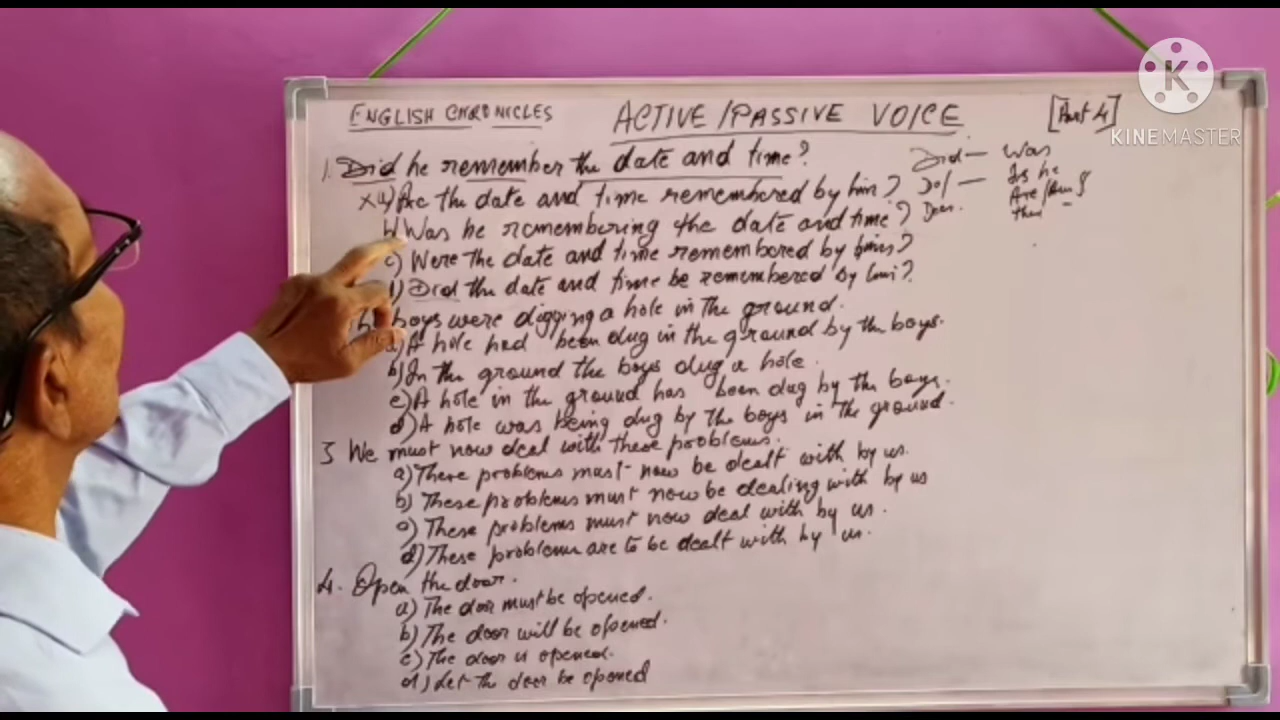 ENGLISH CHRONICLES
ACTIVE/PASSIVE VOICE
[Part 4]
KINEMASTER
1. Did he remember the date and time?
Did - Was
Xa) Are the date and time remembered by him?
Do/ - Is he
Does. Are/
b) Was he remembering the date and time?
c) Were the date and time remembered by him?
d) Did the date and time be remembered by him?
boys were digging a hole in the ground.
a) A hole had been dug in the ground by the boys.
b) In the ground the boys dug a hole.
c) A hole in the ground has been dug by the boys.
d) A hole was being dug by the boys in the ground.
3 We must now deal with these problems.
a) These problems must now be dealt with by us.
b) These problems must now be dealing with by us
c) These problems must now deal with by us.
d) These problems are to be dealt with by us.
4. Open the door.
a) The door must be opened.
b) The door will be opened.
c) The door is opened.
d) Let the door be opened